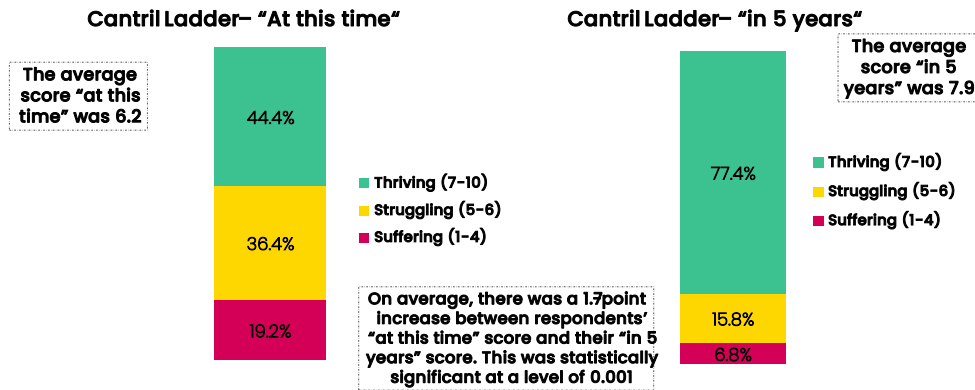 Cantril Ladder– “At this time“
The average
score “at this
time” was 6.2
44.4%
36.4%
19.2%
Thriving (7-10)
Struggling (5-6)
Suffering (1-4)
Cantril Ladder– “in 5 years“
The average
score “in 5
years” was 7.9
77.4%
15.8%
6.8%
Thriving (7-10)
Struggling (5-6)
Suffering (1-4)
On average, there was a 1.7point
increase between respondents’
“at this time” score and their “in 5
years” score. This was statistically
significant at a level of 0.001